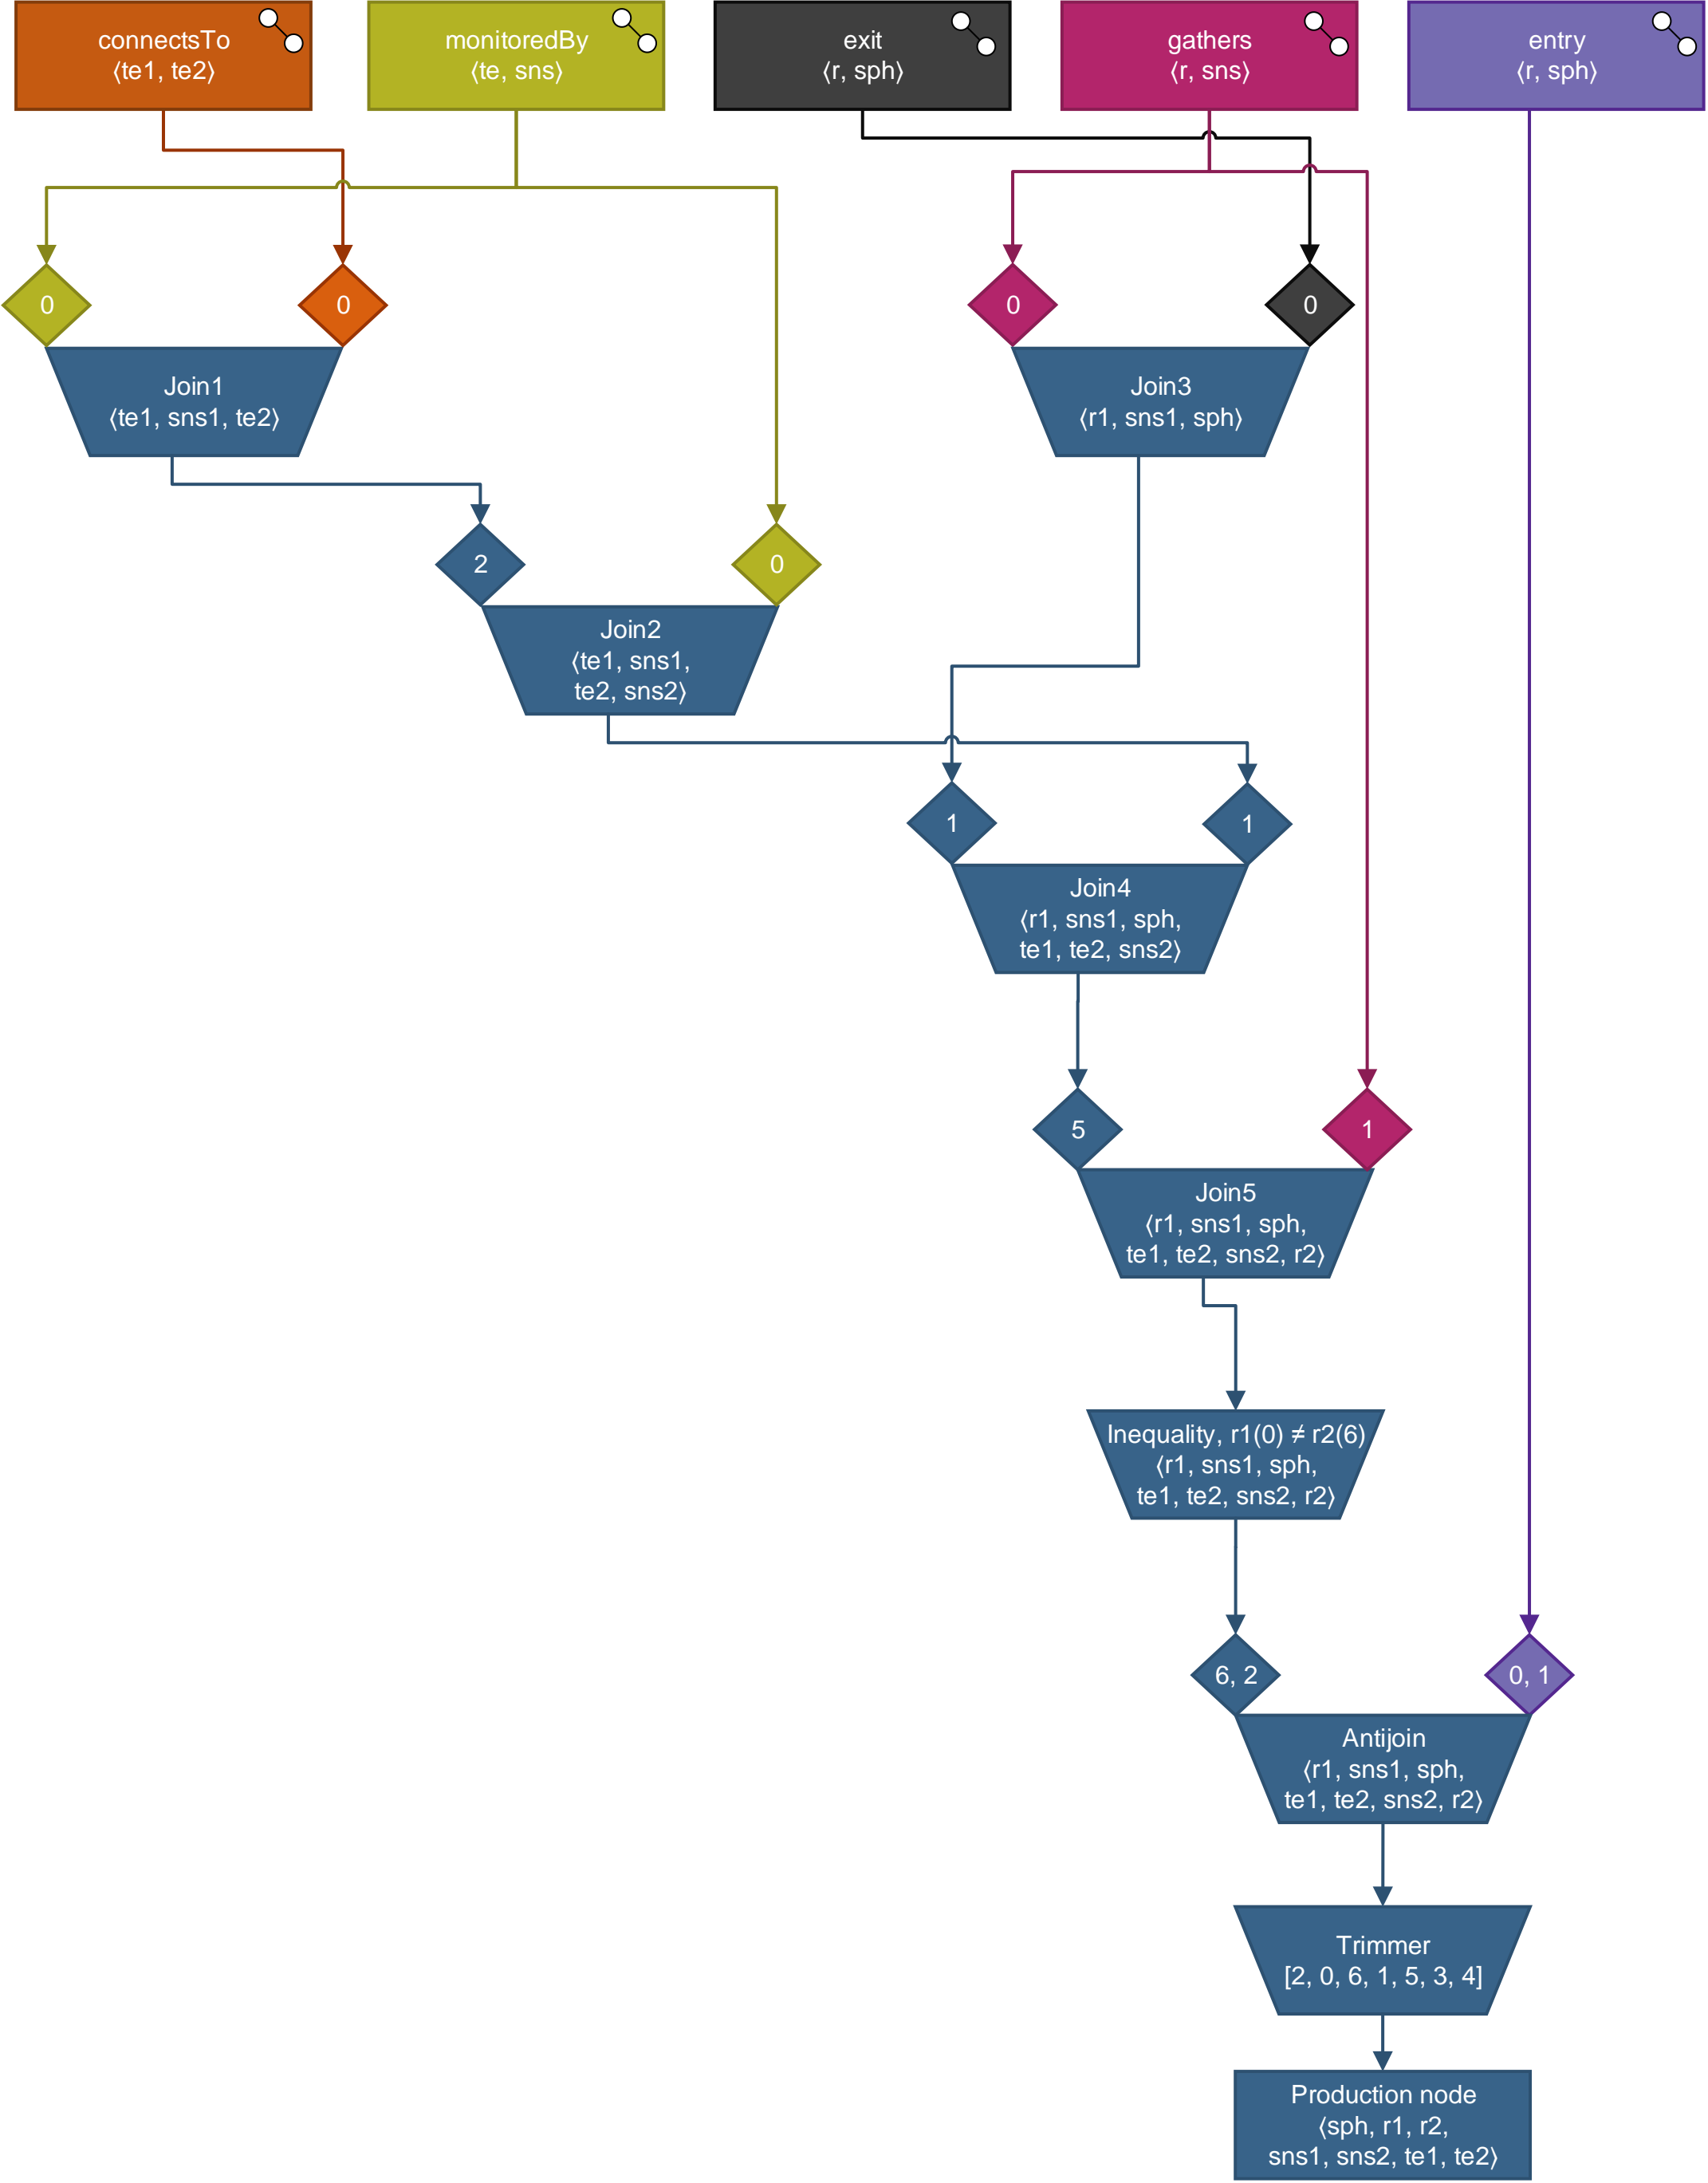 connectsTo
⟨te1, te2⟩
monitoredBy
⟨te, sns⟩
exit
⟨r, sph⟩
gathers
⟨r, sns⟩
entry
⟨r, sph⟩
0
0
0
0
Join1
⟨te1, sns1, te2⟩
Join3
⟨r1, sns1, sph⟩
2
0
Join2
⟨te1, sns1,
te2, sns2⟩
1
1
Join4
⟨r1, sns1, sph,
te1, te2, sns2⟩
5
1
Join5
⟨r1, sns1, sph,
te1, te2, sns2, r2⟩
Inequality, r1(0) ≠ r2(6)
⟨r1, sns1, sph,
te1, te2, sns2, r2⟩
6, 2
0, 1
Antijoin
⟨r1, sns1, sph,
te1, te2, sns2, r2⟩
Trimmer
[2, 0, 6, 1, 5, 3, 4]
Production node
⟨sph, r1, r2,
sns1, sns2, te1, te2⟩